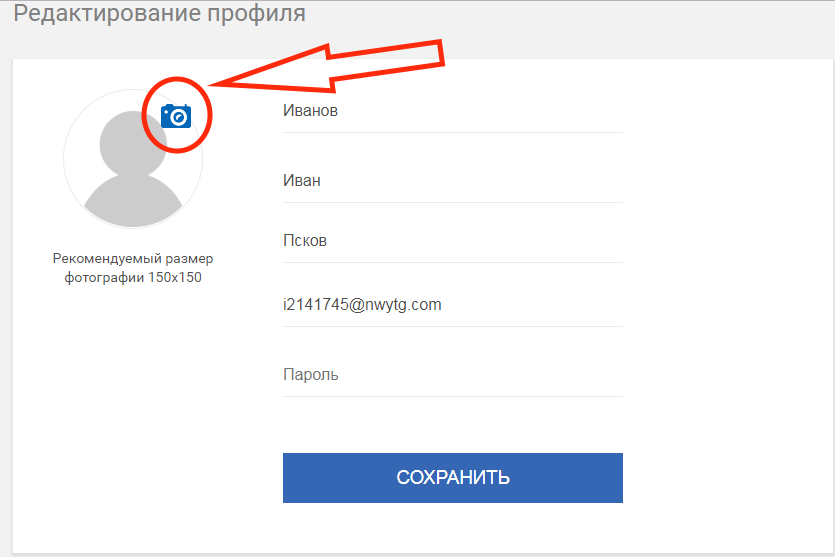 Редактирование профиля
Иванов
Иван
Псков
i2141745@nwytg.com
Пароль
СОХРАНИТЬ
Рекомендуемый размер
фотографии 150x150